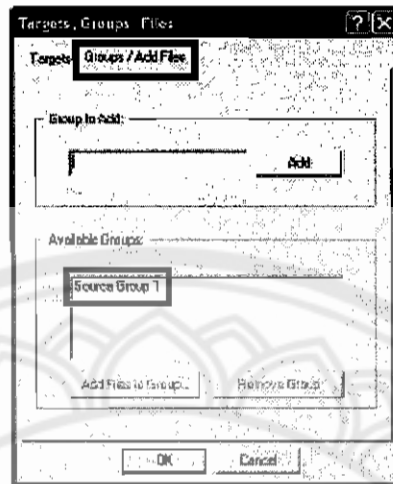 Targets, Groups, Files
Targets Groups / Add Files
Group to Add:
Add
Available Groups:
Source Group 1
Add Files to Group... Remove Group
OK Cancel